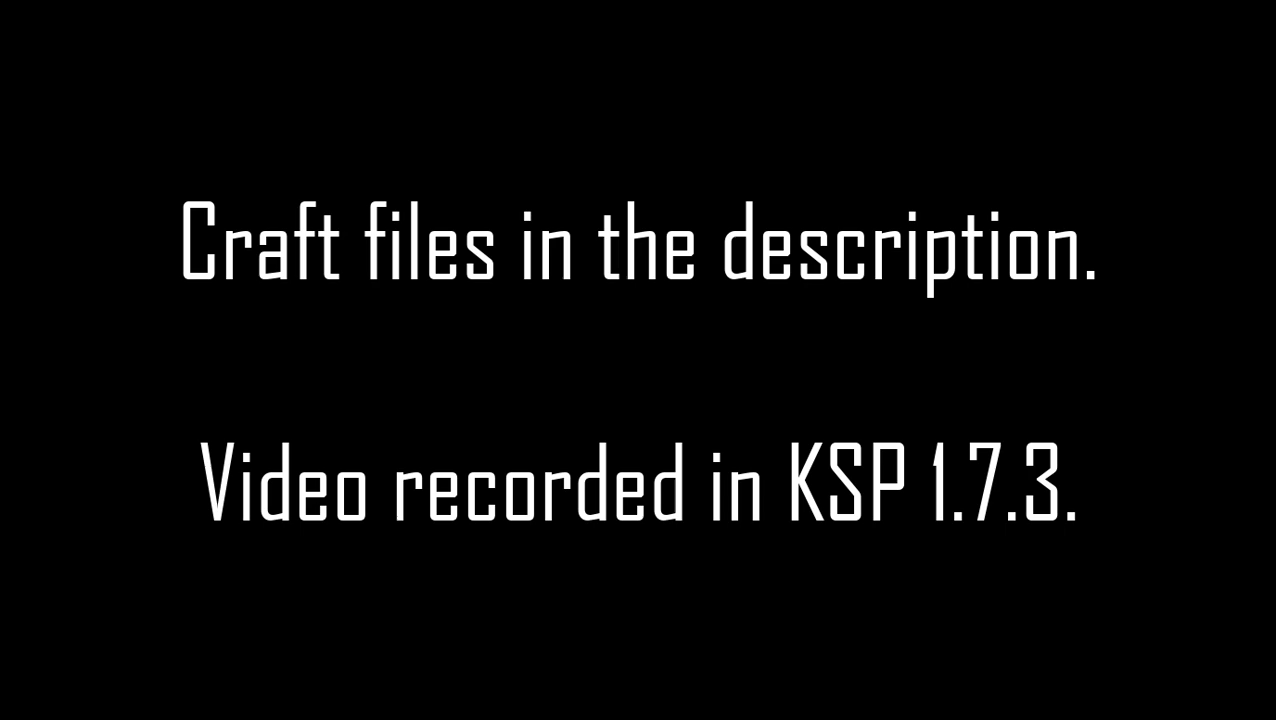 Craft files in the description.
Video recorded in KSP 1.7.3.